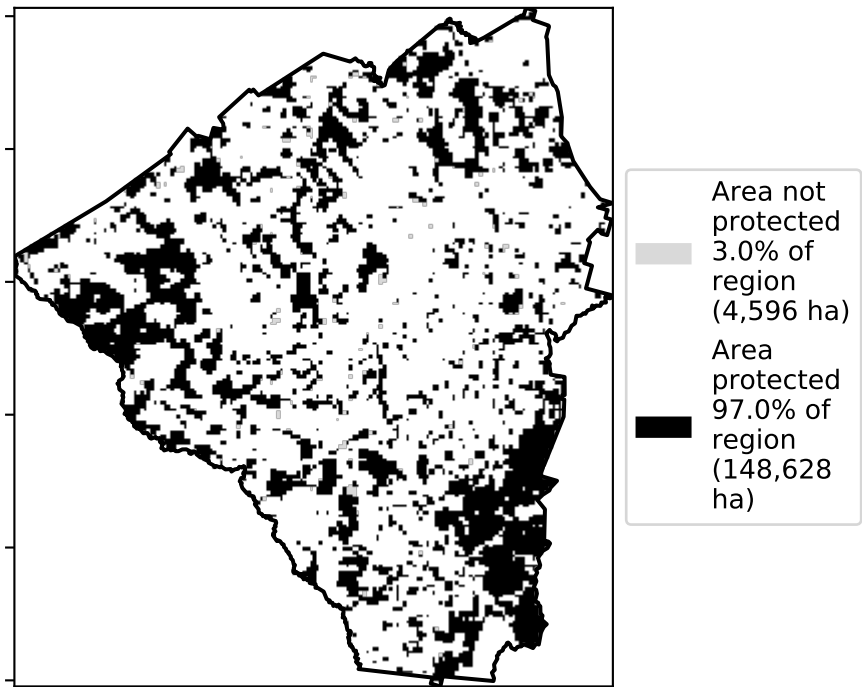 Area not
protected
3.0% of
region
(4,596 ha)
Area
protected
97.0% of
region
(148,628
ha)